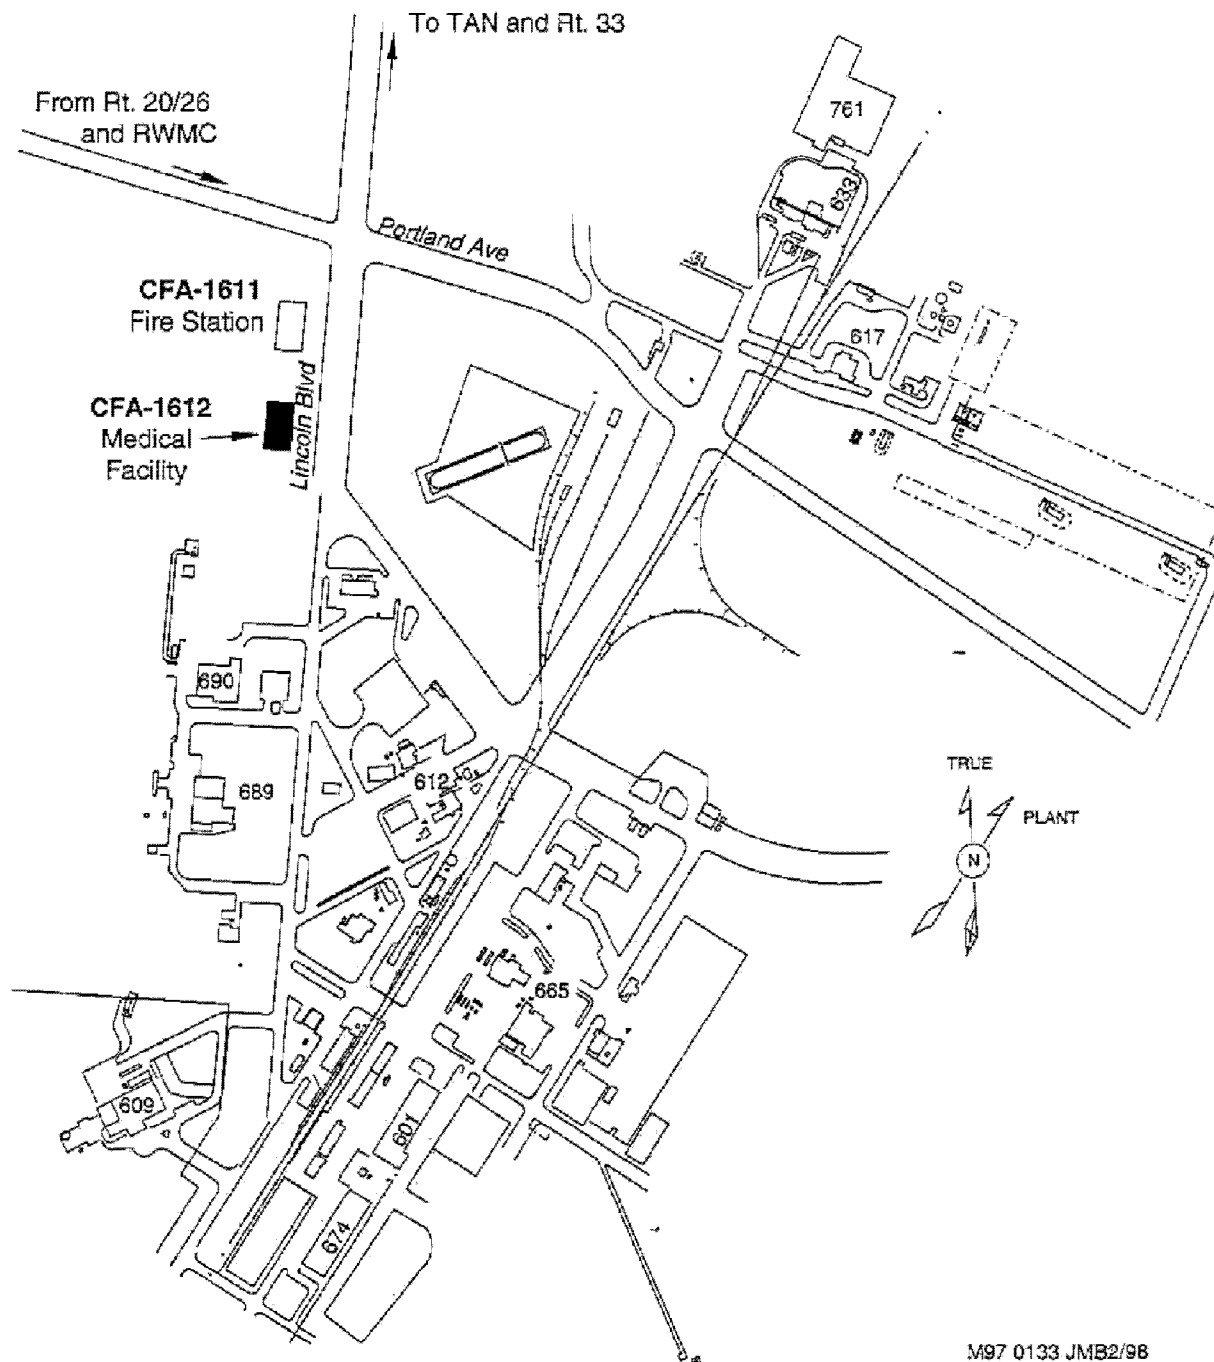 To TAN and Rt. 33
From Rt. 20/26
and RWMC
761
633
Portland Ave
CFA-1611
Fire Station
617
Lincoln Blvd
CFA-1612
Medical
Facility
690
TRUE
PLANT
N
612
689
665
609
601
674
M97 0133 JMB2/98